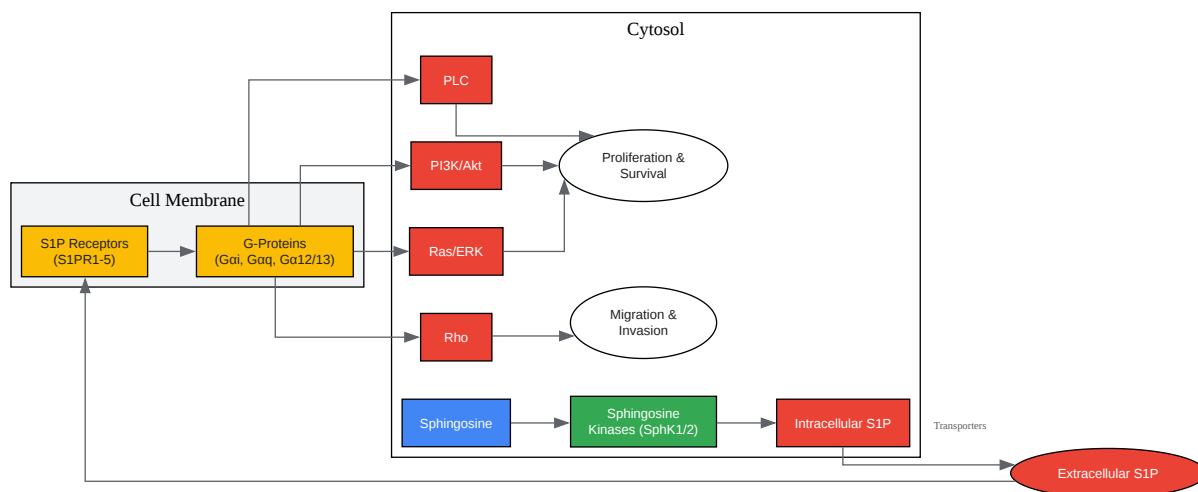 Cytosol
PLC
PI3K/Akt
Proliferation &
Survival
Cell Membrane
S1P Receptors
(S1PR1-5)
G-Proteins
(Gαi, Gαq, Gα12/13)
Ras/ERK
Migration &
Invasion
Rho
Sphingosine
Sphingosine
Kinases (SphK1/2)
Intracellular S1P
Transporters
Extracellular S1P